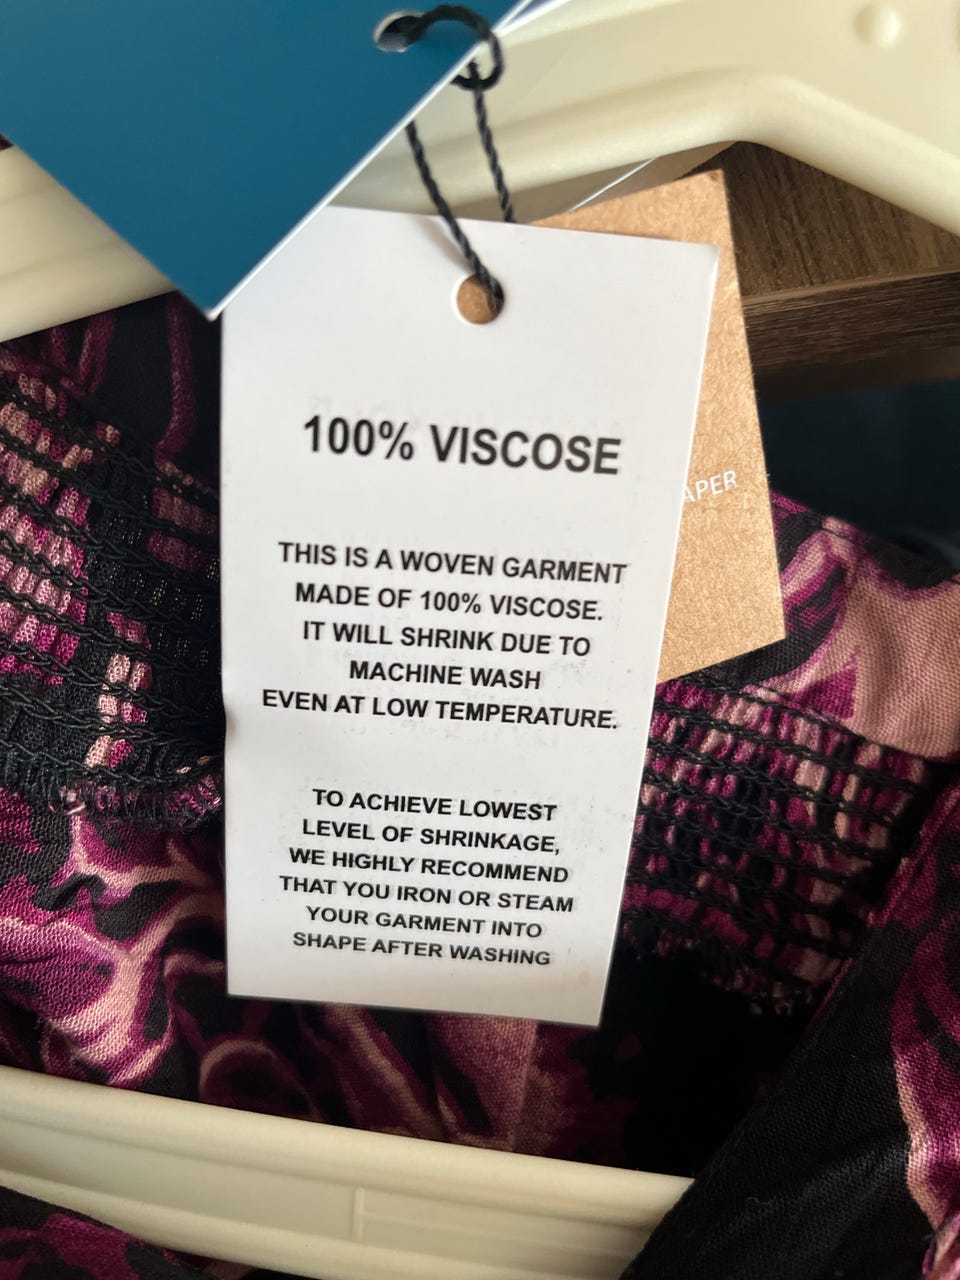 100% VISCOSE
THIS IS A WOVEN GARMENT
MADE OF 100% VISCOSE.
IT WILL SHRINK DUE TO
MACHINE WASH
EVEN AT LOW TEMPERATURE.
TO ACHIEVE LOWEST
LEVEL OF SHRINKAGE,
WE HIGHLY RECOMMEND
THAT YOU IRON OR STEAM
YOUR GARMENT INTO
SHAPE AFTER WASHING
APER